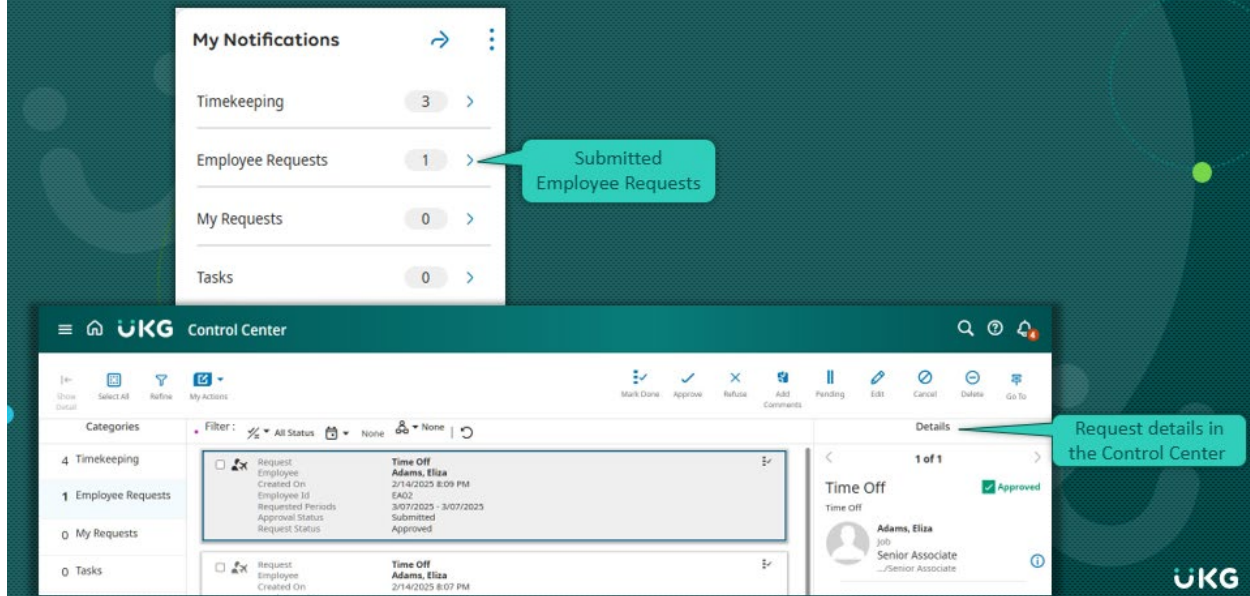 My Notifications
Timekeeping 3
Employee Requests 1
Submitted
Employee Requests
My Requests 0
Tasks 0
UKG Control Center
4
Show Detail
Select All
Refine
My Actions
Mark Done
Approve
Refuse
Add Comments
Pending
Edit
Cancel
Delete
Go To
Categories
Filter: All Status None None
Details
Request details in
the Control Center
4 Timekeeping
1 Employee Requests
0 My Requests
0 Tasks
Request Time Off
Employee Adams, Eliza
Created On 2/14/2025 8:09 PM
Employee Id EA02
Requested Periods 3/07/2025 - 3/07/2025
Approval Status Submitted
Request Status Approved
Request Time Off
Employee Adams, Eliza
Created On 2/14/2025 8:07 PM
1 of 1
Time Off Approved
Time Off
Adams, Eliza
Job
Senior Associate
.../Senior Associate
UKG